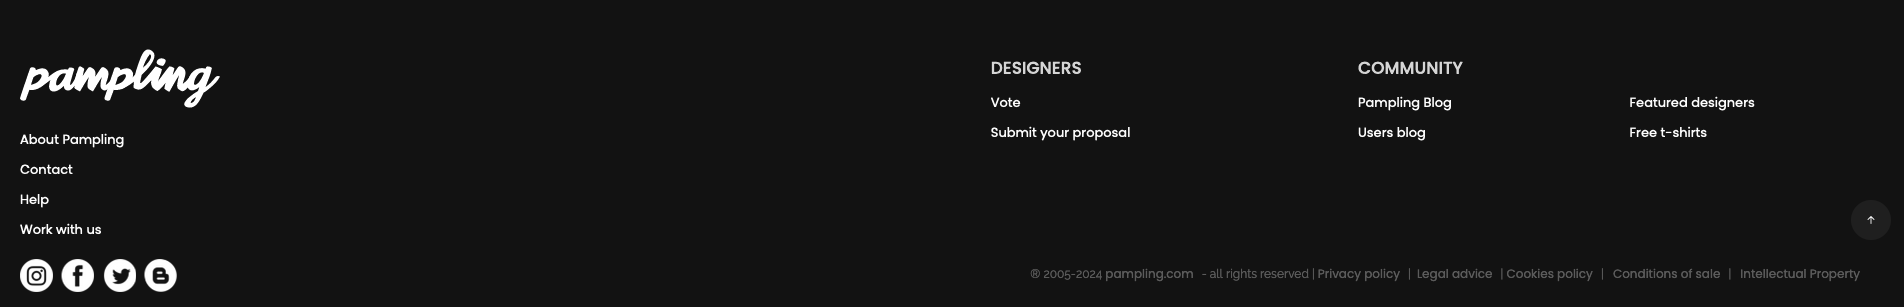 pampling
About Pampling
Contact
Help
Work with us
DESIGNERS
Vote
Submit your proposal
COMMUNITY
Pampling Blog
Users blog
Featured designers
Free t-shirts
® 2005-2024 pampling.com - all rights reserved | Privacy policy | Legal advice | Cookies policy | Conditions of sale | Intellectual Property